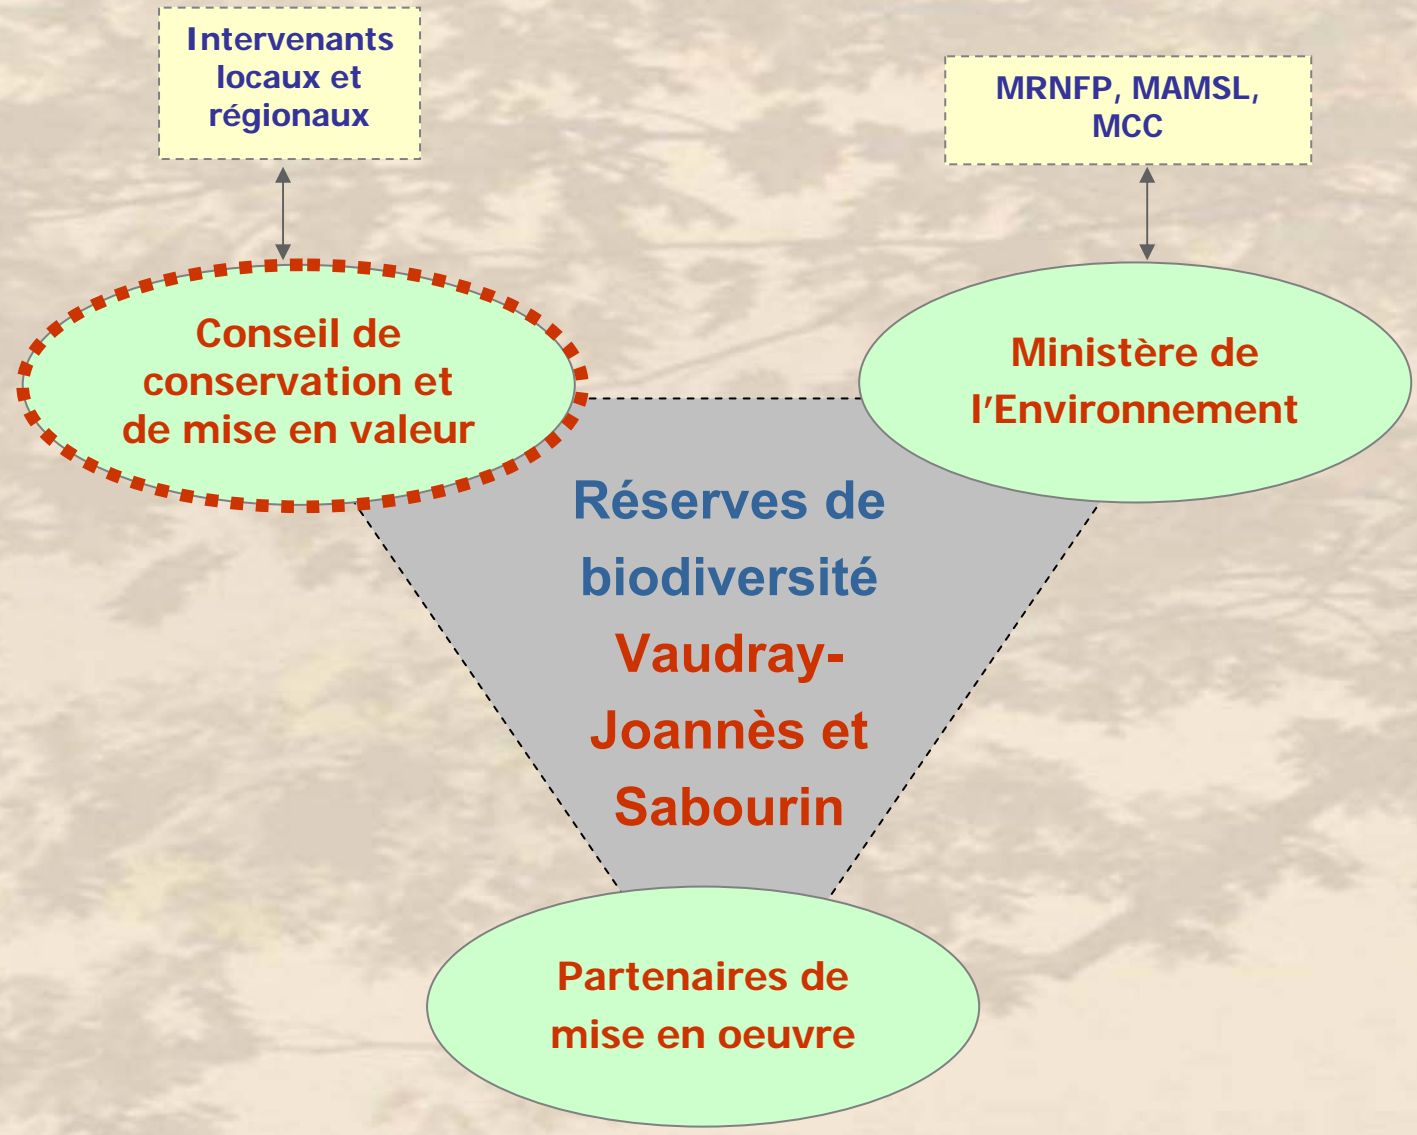 Intervenants
locaux et
régionaux
MRNFP, MAMSL,
MCC
Conseil de
conservation et
de mise en valeur
Ministère de
l’Environnement
Réserves de
biodiversité
Vaudray-
Joannès et
Sabourin
Partenaires de
mise en oeuvre